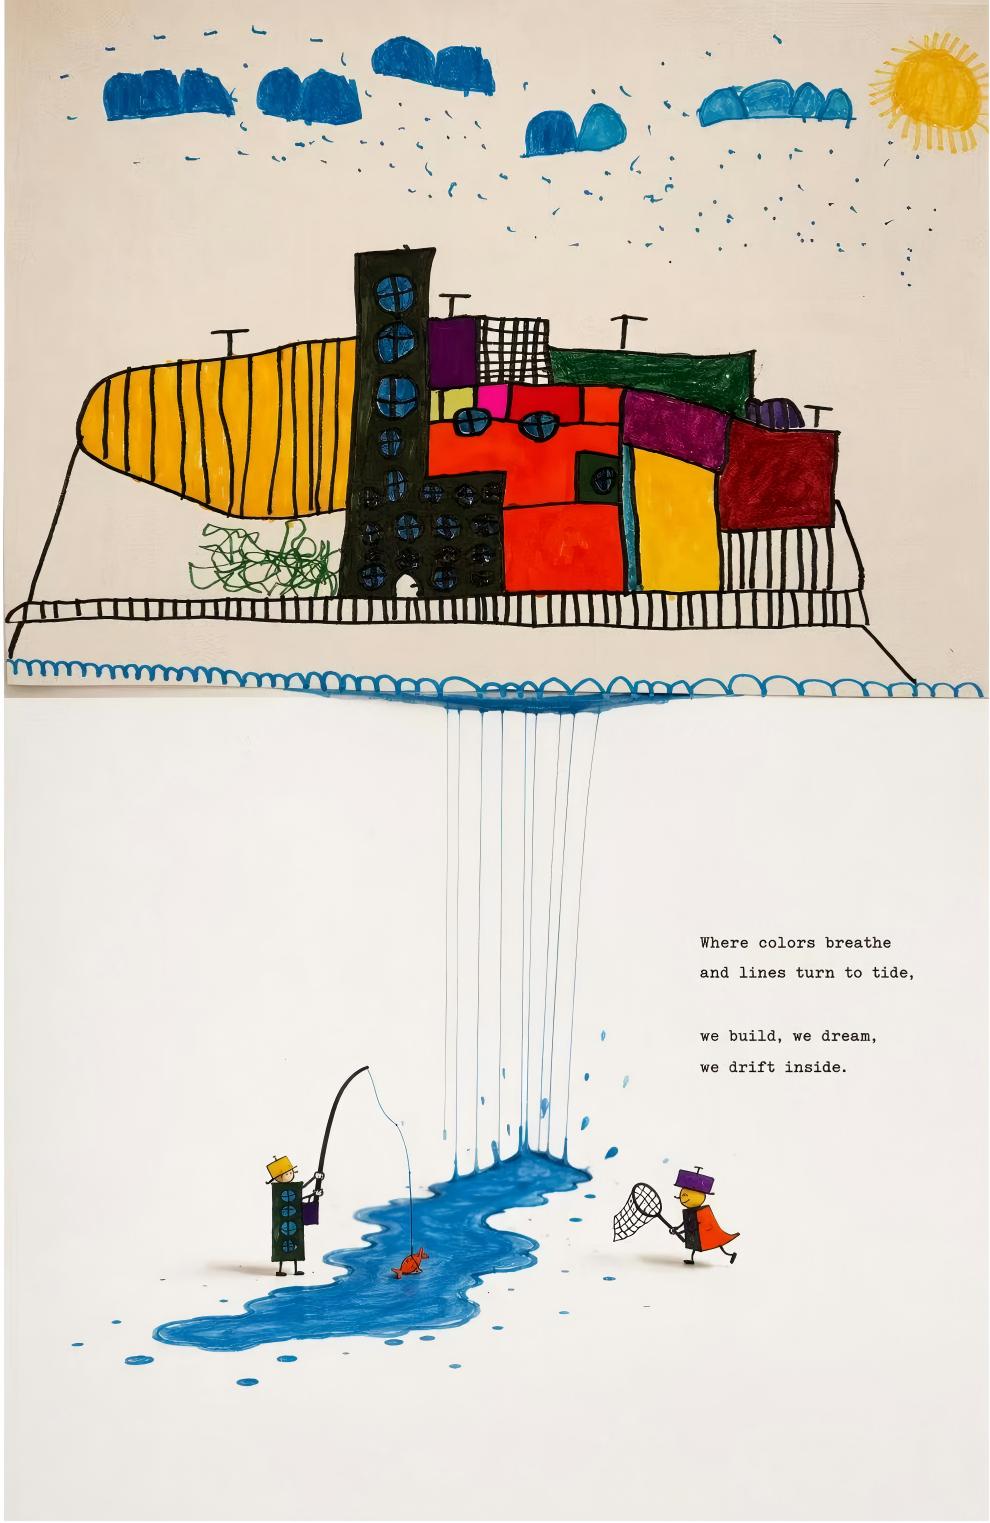 Where colors breathe
and lines turn to tide,
we build, we dream,
we drift inside.